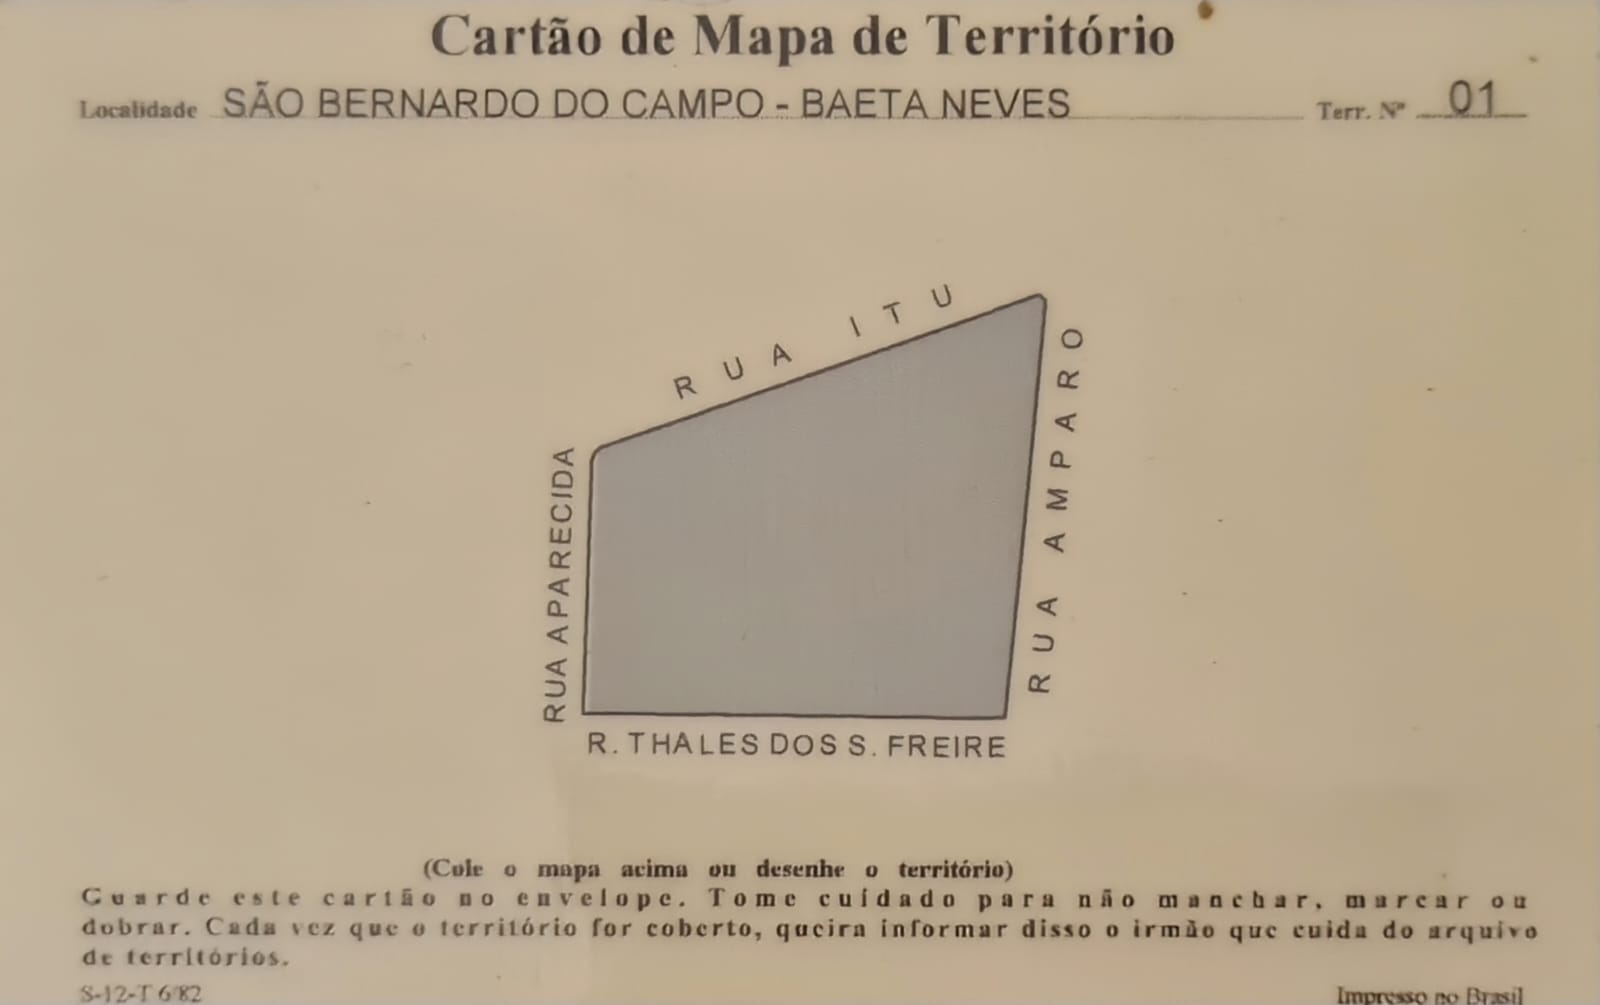 Cartão de Mapa de Território
Localidade SÃO BERNARDO DO CAMPO - BAETA NEVES Terr. Nº 01
RUA ITU
RUA AMPARO
RUA APARECIDA
R. THALES DOS S. FREIRE
(Cole o mapa acima ou desenhe o território)
Guarde este cartão no envelope. Tome cuidado para não manchar, marcar ou
dobrar. Cada vez que o território for coberto, queira informar disso o irmão que cuida do arquivo
de territórios.
S-12-T 6/82 Impresso no Brasil